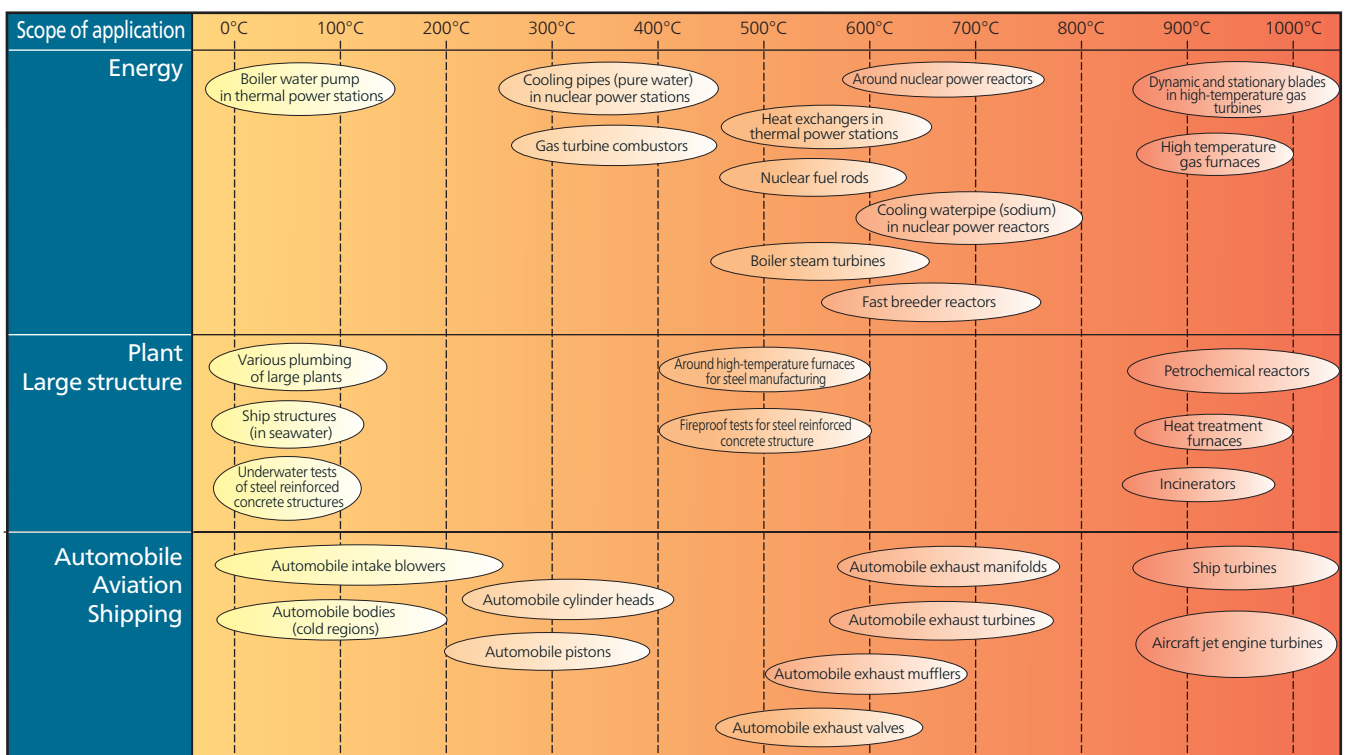 Scope of application
0°C 100°C 200°C 300°C 400°C 500°C 600°C 700°C 800°C 900°C 1000°C
Energy
Boiler water pump
in thermal power stations
Cooling pipes (pure water)
in nuclear power stations
Gas turbine combustors
Around nuclear power reactors
Heat exchangers in
thermal power stations
Nuclear fuel rods
Cooling waterpipe (sodium)
in nuclear power reactors
Boiler steam turbines
Fast breeder reactors
Dynamic and stationary blades
in high-temperature gas
turbines
High temperature
gas furnaces
Plant
Large structure
Various plumbing
of large plants
Ship structures
(in seawater)
Underwater tests
of steel reinforced
concrete structures
Around high-temperature furnaces
for steel manufacturing
Fireproof tests for steel reinforced
concrete structure
Petrochemical reactors
Heat treatment
furnaces
Incinerators
Automobile
Aviation
Shipping
Automobile intake blowers
Automobile bodies
(cold regions)
Automobile cylinder heads
Automobile pistons
Automobile exhaust manifolds
Automobile exhaust turbines
Automobile exhaust mufflers
Automobile exhaust valves
Ship turbines
Aircraft jet engine turbines